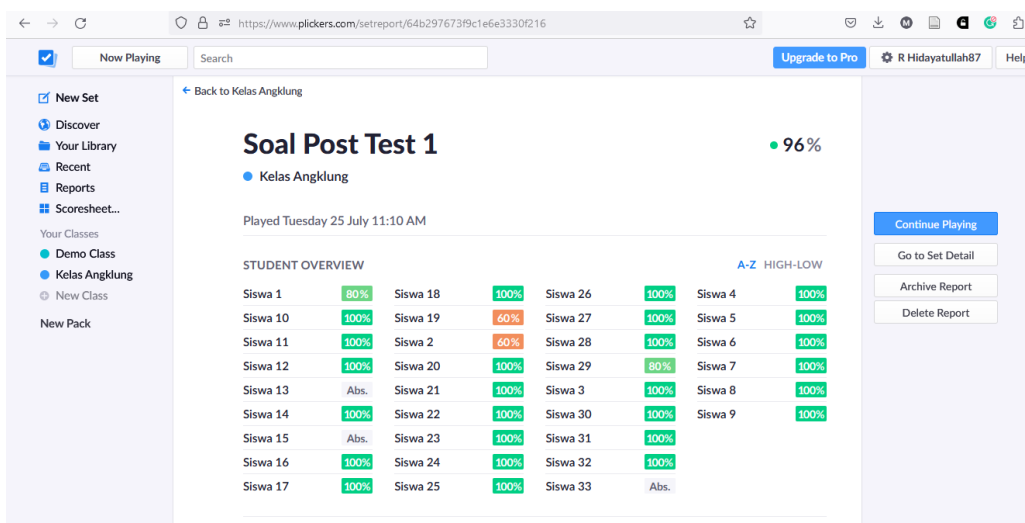 https://www.plickers.com/setreport/64b297673f9c1e6e3330f216
Now Playing
Search
Upgrade to Pro
R Hidayatullah87
Help
New Set
Discover
Your Library
Recent
Reports
Scoresheet...
Your Classes
Demo Class
Kelas Angklung
New Class
New Pack
Back to Kelas Angklung
Soal Post Test 1
96%
Kelas Angklung
Played Tuesday 25 July 11:10 AM
STUDENT OVERVIEW A-Z HIGH-LOW
Siswa 1 80% Siswa 18 100% Siswa 26 100% Siswa 4 100%
Siswa 10 100% Siswa 19 60% Siswa 27 100% Siswa 5 100%
Siswa 11 100% Siswa 2 60% Siswa 28 100% Siswa 6 100%
Siswa 12 100% Siswa 20 100% Siswa 29 80% Siswa 7 100%
Siswa 13 Abs. Siswa 21 100% Siswa 3 100% Siswa 8 100%
Siswa 14 100% Siswa 22 100% Siswa 30 100% Siswa 9 100%
Siswa 15 Abs. Siswa 23 100% Siswa 31 100%
Siswa 16 100% Siswa 24 100% Siswa 32 100%
Siswa 17 100% Siswa 25 100% Siswa 33 Abs.
Continue Playing
Go to Set Detail
Archive Report
Delete Report